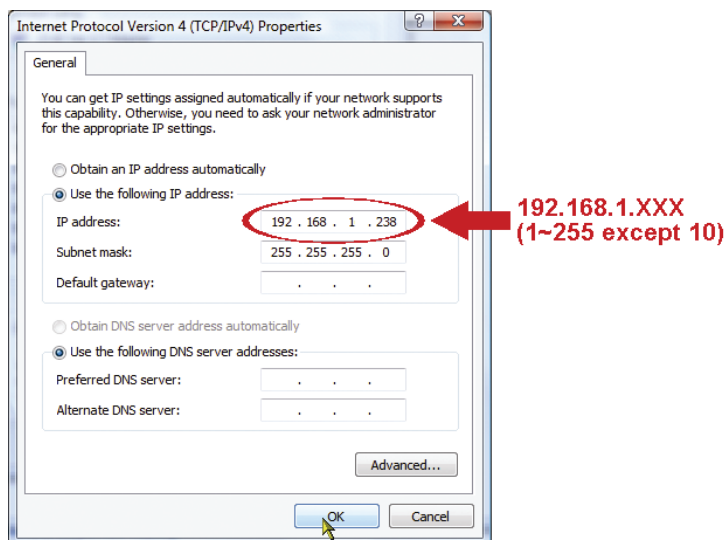 Internet Protocol Version 4 (TCP/IPv4) Properties
General
You can get IP settings assigned automatically if your network supports
this capability. Otherwise, you need to ask your network administrator
for the appropriate IP settings.
Obtain an IP address automatically
Use the following IP address:
IP address: 192 . 168 . 1 . 238
Subnet mask: 255 . 255 . 255 . 0
Default gateway: . . .
192.168.1.XXX
(1~255 except 10)
Obtain DNS server address automatically
Use the following DNS server addresses:
Preferred DNS server: . . .
Alternate DNS server: . . .
Advanced...
OK Cancel